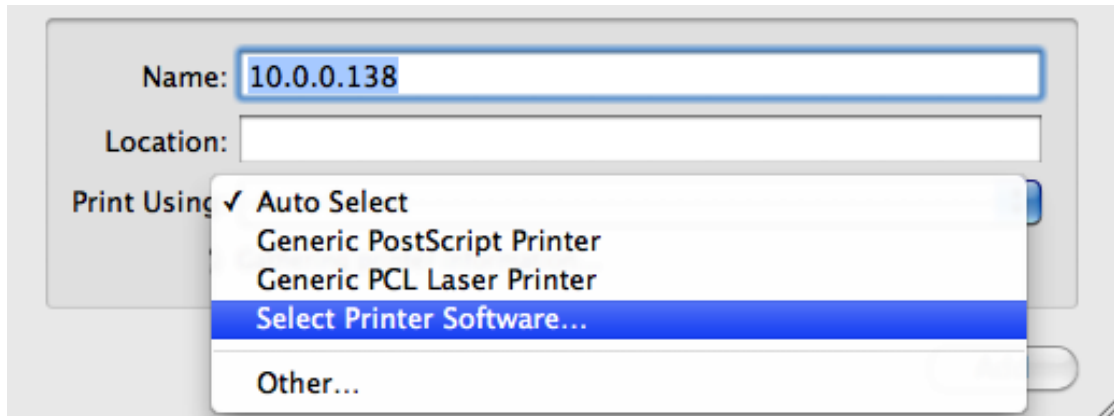 Name: 10.0.0.138
Location:
Print Using
✓ Auto Select
Generic PostScript Printer
Generic PCL Laser Printer
Select Printer Software...
Other...